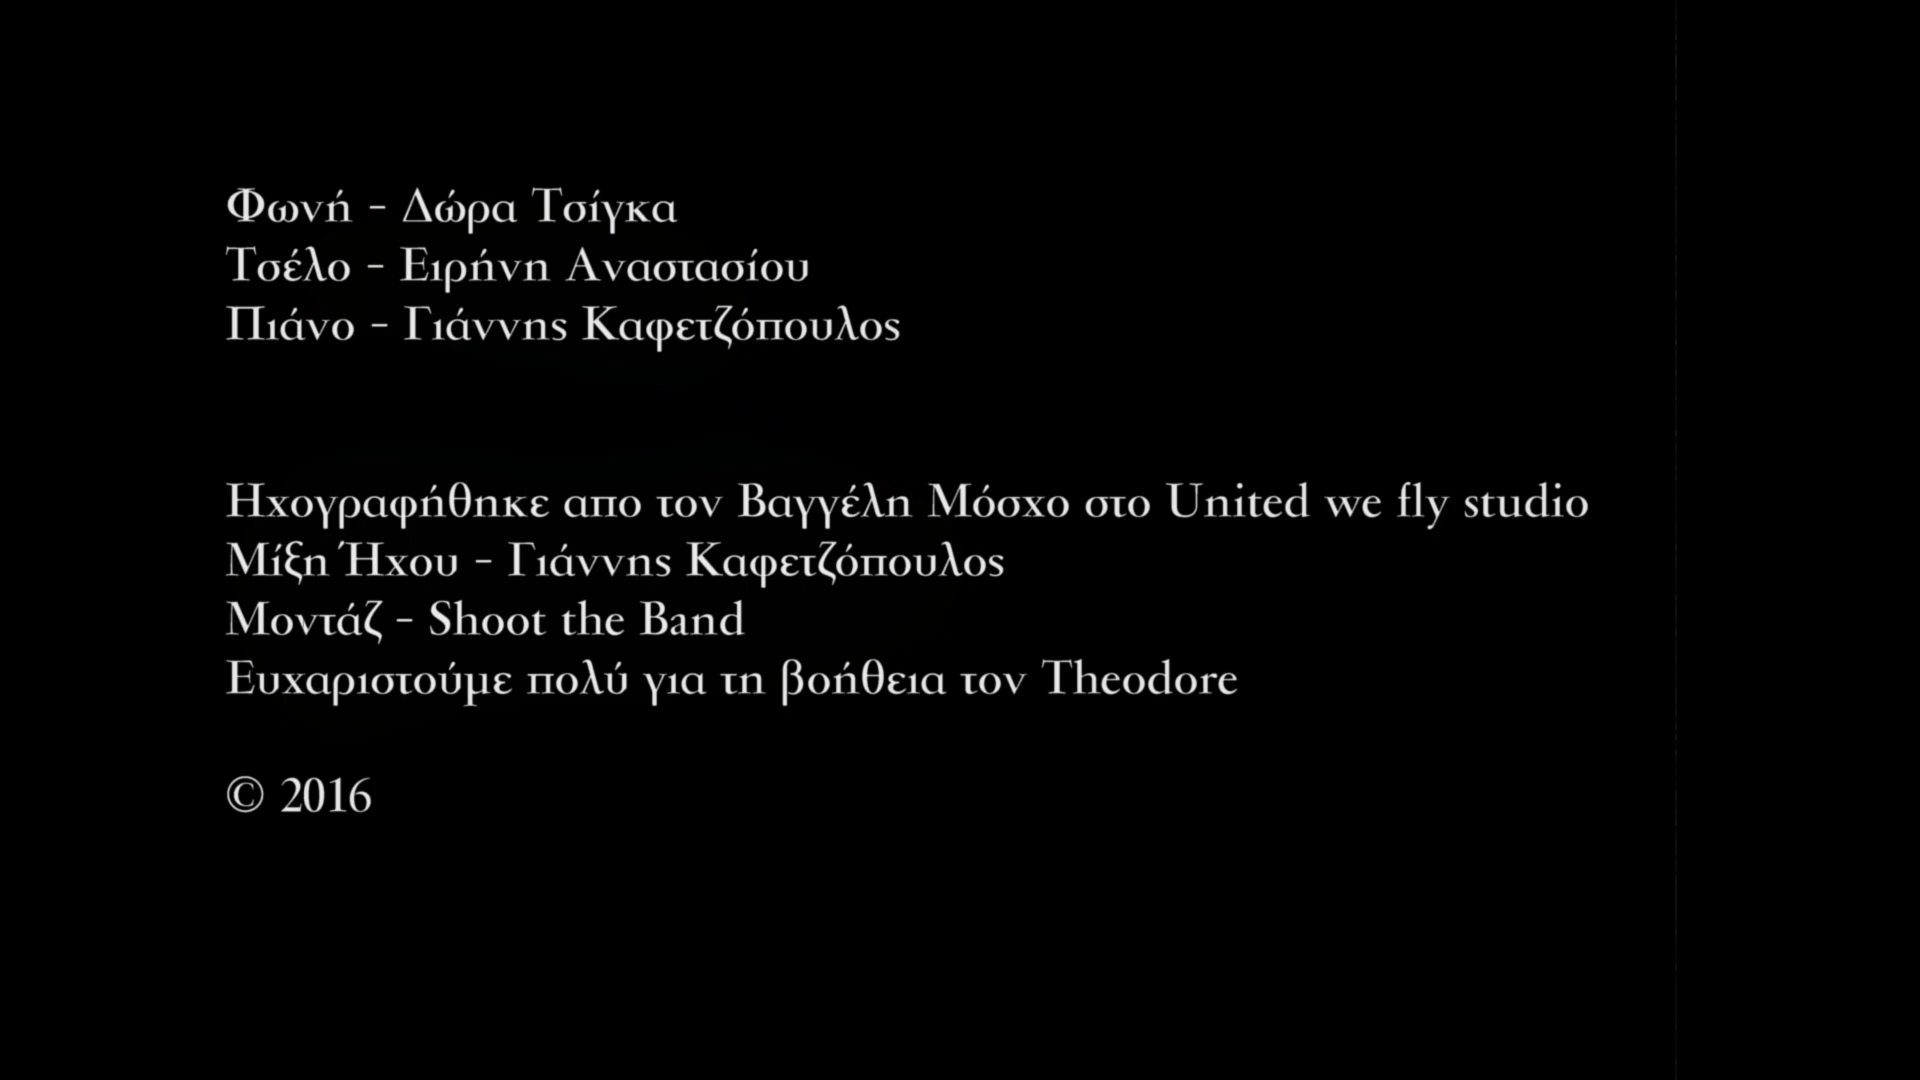 Φωνή - Δώρα Τσίγκα
Τσέλο - Ειρήνη Αναστασίου
Πιάνο - Γιάννης Καφετζόπουλος
Ηχογραφήθηκε απο τον Βαγγέλη Μόσχο στο United we fly studio
Μίξη Ήχου - Γιάννης Καφετζόπουλος
Μοντάζ - Shoot the Band
Ευχαριστούμε πολύ για τη βοήθεια τον Theodore
© 2016